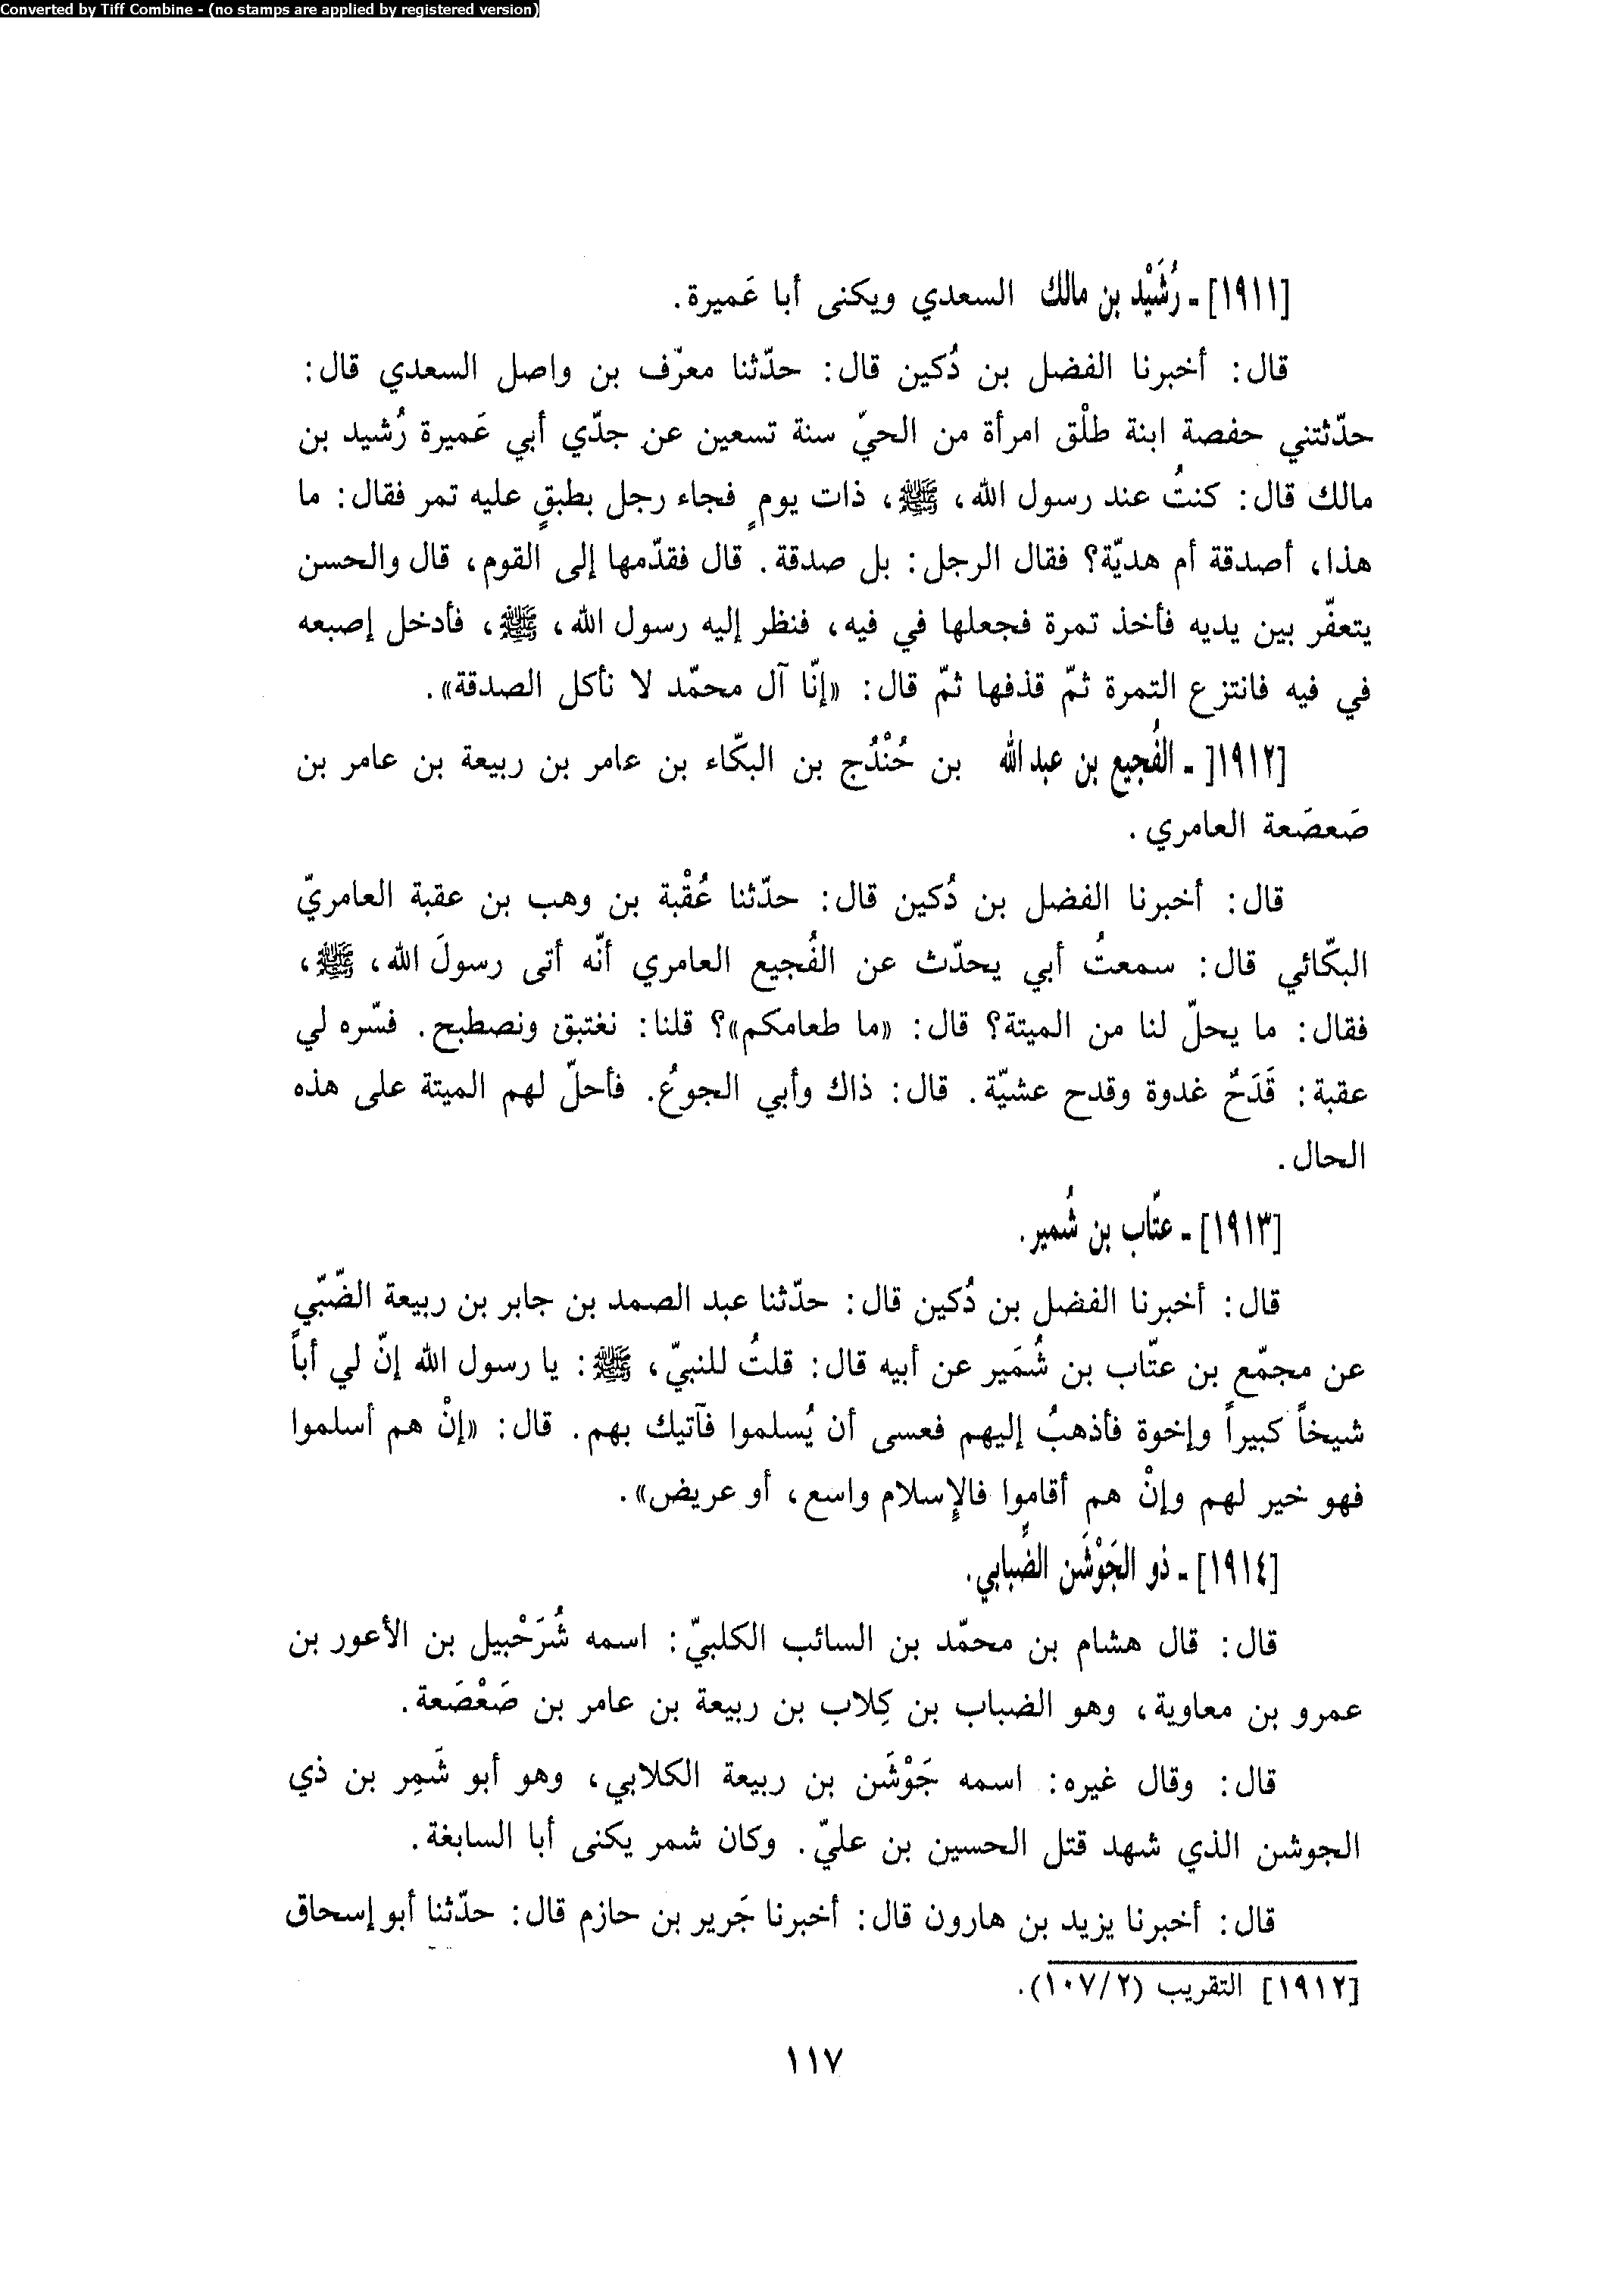 Converted by Tiff Combine - (no stamps are applied by registered version)
[١٩١١] ـ رُشَيْد بن مالك السعدي ويكنى أبا عَميرة.
قال: أخبرنا الفضل بن دُكين قال: حدّثنا معرّف بن واصل السعدي قال:
حدّثتني حفصة ابنة طلْق امرأة من الحيّ سنة تسعين عن جدّي أبي عَميرة رُشيد بن
مالك قال: كنتُ عند رسول الله، ﷺ، ذات يومٍ فجاء رجل بطبقٍ عليه تمر فقال: ما
هذا، أصدقة أم هديّة؟ فقال الرجل: بل صدقة. قال فقدّمها إلى القوم، قال والحسن
يتعفّر بين يديه فأخذ تمرة فجعلها في فيه، فنظر إليه رسول الله، ﷺ، فأدخل إصبعه
في فيه فانتزع التمرة ثمّ قذفها ثمّ قال: «إنّا آل محمّد لا نأكل الصدقة».
[١٩١٢[ ـ الفُجيع بن عبد الله بن حُنْدُج بن البكّاء بن عامر بن ربيعة بن عامر بن
صَعصَعة العامري.
قال: أخبرنا الفضل بن دُكين قال: حدّثنا عُقْبة بن وهب بن عقبة العامريّ
البكّائي قال: سمعتُ أبي يحدّث عن الفُجيع العامري أنّه أتى رسولَ الله، ﷺ،
فقال: ما يحلّ لنا من الميتة؟ قال: «ما طعامكم»؟ قلنا: نغتبق ونصطبح. فسّره لي
عقبة: قَدَحٌ غدوة وقدح عشيّة. قال: ذاك وأبي الجوعُ. فأحلّ لهم الميتة على هذه
الحال.
[١٩١٣] ـ عتّاب بن شُمير.
قال: أخبرنا الفضل بن دُكين قال: حدّثنا عبد الصمد بن جابر بن ربيعة الضّبّي
عن مجمّع بن عتّاب بن شُمَير عن أبيه قال: قلتُ للنبيّ، ﷺ: يا رسول الله إنّ لي أباً
شيخاً كبيراً وإخوة فأذهبُ إليهم فعسى أن يُسلموا فآتيك بهم. قال: «إنْ هم أسلموا
فهو خير لهم وإنْ هم أقاموا فالإسلام واسع، أو عريض».
[١٩١٤] ـ ذو الجَوْشَن الضِّبابي.
قال: قال هشام بن محمّد بن السائب الكلبيّ: اسمه شُرَحْبيل بن الأعور بن
عمرو بن معاوية، وهو الضباب بن كِلاب بن ربيعة بن عامر بن صَعْصَعة.
قال: وقال غيره: اسمه جَوْشَن بن ربيعة الكلابي، وهو أبو شَمِر بن ذي
الجوشن الذي شهد قتل الحسين بن عليّ. وكان شمر يكنى أبا السابغة.
قال: أخبرنا يزيد بن هارون قال: أخبرنا جَرير بن حازم قال: حدّثنا أبو إسحاق
[١٩١٢] التقريب (١٠٧/٢).
١١٧